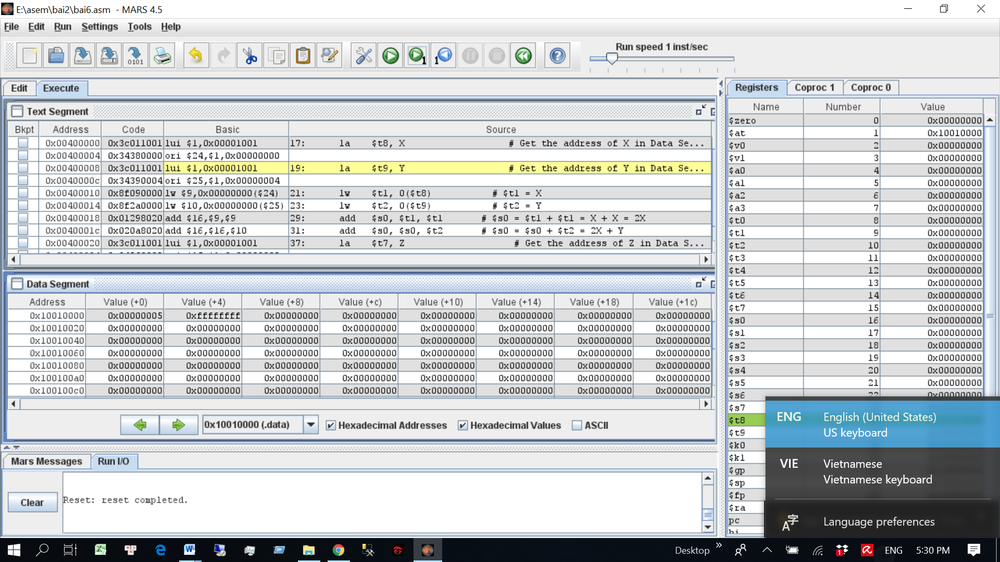 E:\asem\bai2\bai6.asm - MARS 4.5
File Edit Run Settings Tools Help
Run speed 1 inst/sec
Edit Execute
Text Segment
Bkpt Address Code Basic Source
0x00400000 0x3c011001 lui $1,0x00001001 17: la $t8, X # Get the address of X in Data Se...
0x00400004 0x34380000 ori $24,$1,0x00000000
0x00400008 0x3c011001 lui $1,0x00001001 19: la $t9, Y # Get the address of Y in Data Se...
0x0040000c 0x34390004 ori $25,$1,0x00000004
0x00400010 0x8f090000 lw $9,0x00000000($24) 21: lw $t1, 0($t8) # $t1 = X
0x00400014 0x8f2a0000 lw $10,0x00000000($25) 23: lw $t2, 0($t9) # $t2 = Y
0x00400018 0x01298020 add $16,$9,$9 29: add $s0, $t1, $t1 # $s0 = $t1 + $t1 = X + X = 2X
0x0040001c 0x020a8020 add $16,$16,$10 31: add $s0, $s0, $t2 # $s0 = $s0 + $t2 = 2X + Y
0x00400020 0x3c011001 lui $1,0x00001001 37: la $t7, Z # Get the address of Z in Data S...
Data Segment
Address Value (+0) Value (+4) Value (+8) Value (+c) Value (+10) Value (+14) Value (+18) Value (+1c)
0x10010000 0x00000005 0xffffffff 0x00000000 0x00000000 0x00000000 0x00000000 0x00000000 0x00000000
0x10010020 0x00000000 0x00000000 0x00000000 0x00000000 0x00000000 0x00000000 0x00000000 0x00000000
0x10010040 0x00000000 0x00000000 0x00000000 0x00000000 0x00000000 0x00000000 0x00000000 0x00000000
0x10010060 0x00000000 0x00000000 0x00000000 0x00000000 0x00000000 0x00000000 0x00000000 0x00000000
0x10010080 0x00000000 0x00000000 0x00000000 0x00000000 0x00000000 0x00000000 0x00000000 0x00000000
0x100100a0 0x00000000 0x00000000 0x00000000 0x00000000 0x00000000 0x00000000 0x00000000 0x00000000
0x100100c0 0x00000000 0x00000000 0x00000000 0x00000000 0x00000000 0x00000000 0x00000000 0x00000000
0x10010000 (.data) Hexadecimal Addresses Hexadecimal Values ASCII
Mars Messages Run I/O
Clear
Reset: reset completed.
Registers Coproc 1 Coproc 0
Name Number Value
$zero 0 0x00000000
$at 1 0x10010000
$v0 2 0x00000000
$v1 3 0x00000000
$a0 4 0x00000000
$a1 5 0x00000000
$a2 6 0x00000000
$a3 7 0x00000000
$t0 8 0x00000000
$t1 9 0x00000000
$t2 10 0x00000000
$t3 11 0x00000000
$t4 12 0x00000000
$t5 13 0x00000000
$t6 14 0x00000000
$t7 15 0x00000000
$s0 16 0x00000000
$s1 17 0x00000000
$s2 18 0x00000000
$s3 19 0x00000000
$s4 20 0x00000000
$s5 21 0x00000000
$s6 22 0x00000000
$s7
$t8
$t9
$k0
$k1
$gp
$sp
$fp
$ra
pc
hi
ENG English (United States)
US keyboard
VIE Vietnamese
Vietnamese keyboard
Language preferences
Desktop ENG 5:30 PM